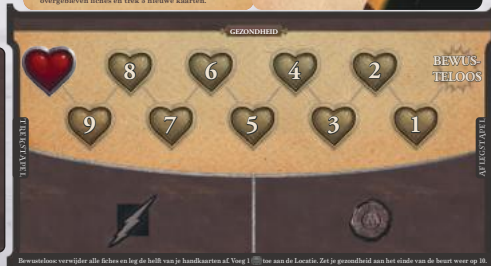 overgebleven fiches en trek 5 nieuwe kaarten.
GEZONDHEID
8 6 4 2 BEWUS-
TELOOS
9 7 5 3 1
TREKSTAPEL
AFLEGSTAPEL
Bewusteloos: verwijder alle fiches en leg de helft van je handkaarten af. Voeg 1 toe aan de Locatie. Zet je gezondheid aan het einde van de beurt weer op 10.